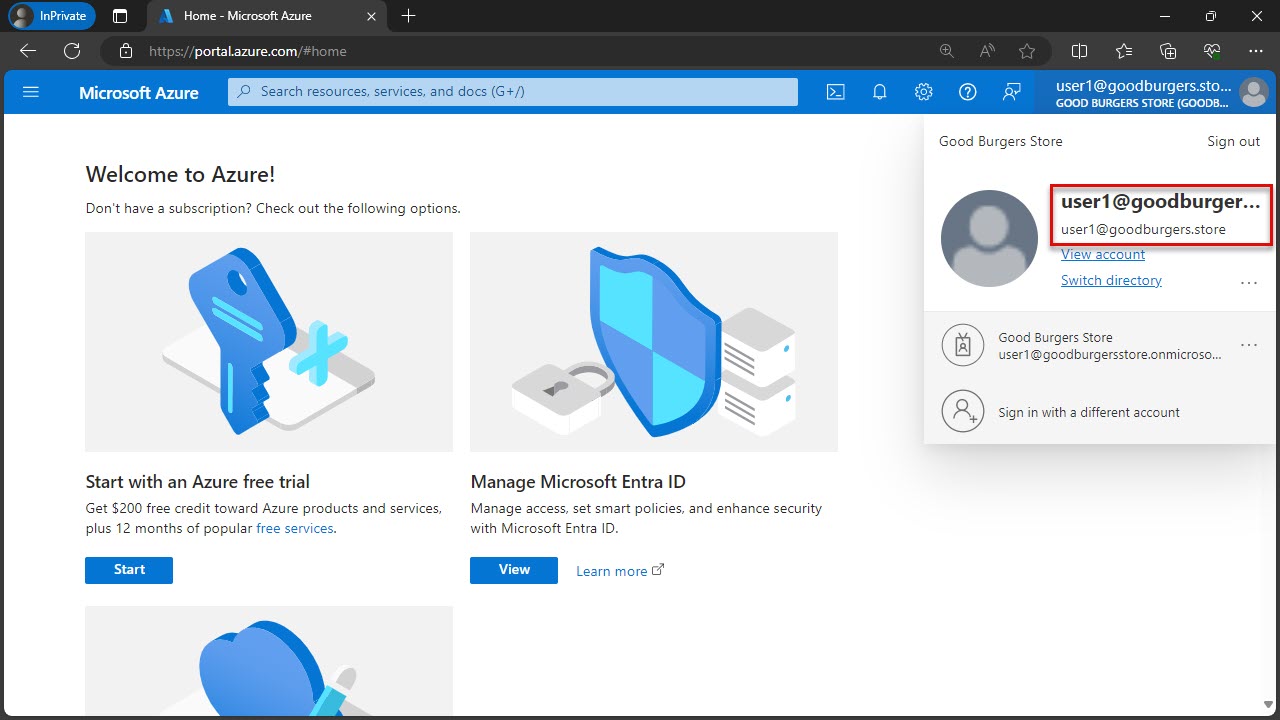 InPrivate
Home - Microsoft Azure
https://portal.azure.com/#home
Microsoft Azure
Search resources, services, and docs (G+/)
user1@goodburgers.sto...
GOOD BURGERS STORE (GOODB...
Good Burgers Store
Sign out
user1@goodburger...
user1@goodburgers.store
View account
Switch directory
Good Burgers Store
user1@goodburgersstore.onmicroso...
Sign in with a different account
Welcome to Azure!
Don't have a subscription? Check out the following options.
Start with an Azure free trial
Get $200 free credit toward Azure products and services,
plus 12 months of popular free services.
Start
Manage Microsoft Entra ID
Manage access, set smart policies, and enhance security
with Microsoft Entra ID.
View
Learn more